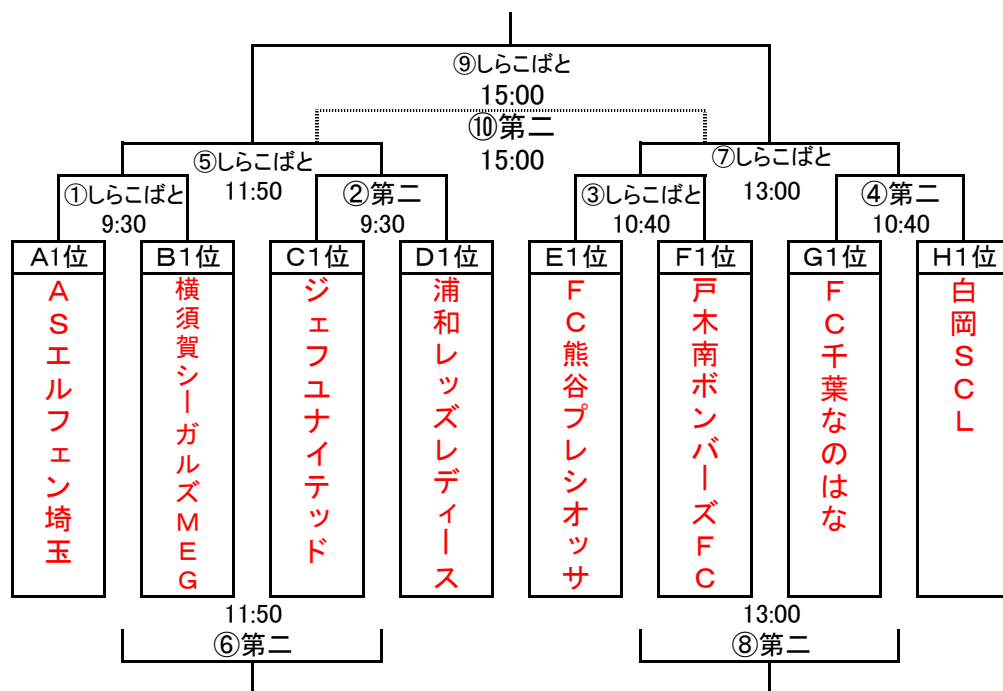 ⑨しらこばと
15:00
⑩第二
15:00
⑤しらこばと
11:50
⑦しらこばと
13:00
①しらこばと
9:30
②第二
9:30
③しらこばと
10:40
④第二
10:40
A1位
B1位
C1位
D1位
E1位
F1位
G1位
H1位
ASエルフェン埼玉
横須賀シーガルズMEG
ジェフユナイテッド
浦和レッズレディース
FC熊谷プレシオッサ
戸木南ボンバーズFC
FC千葉なのはな
白岡SCL
11:50
⑥第二
13:00
⑧第二